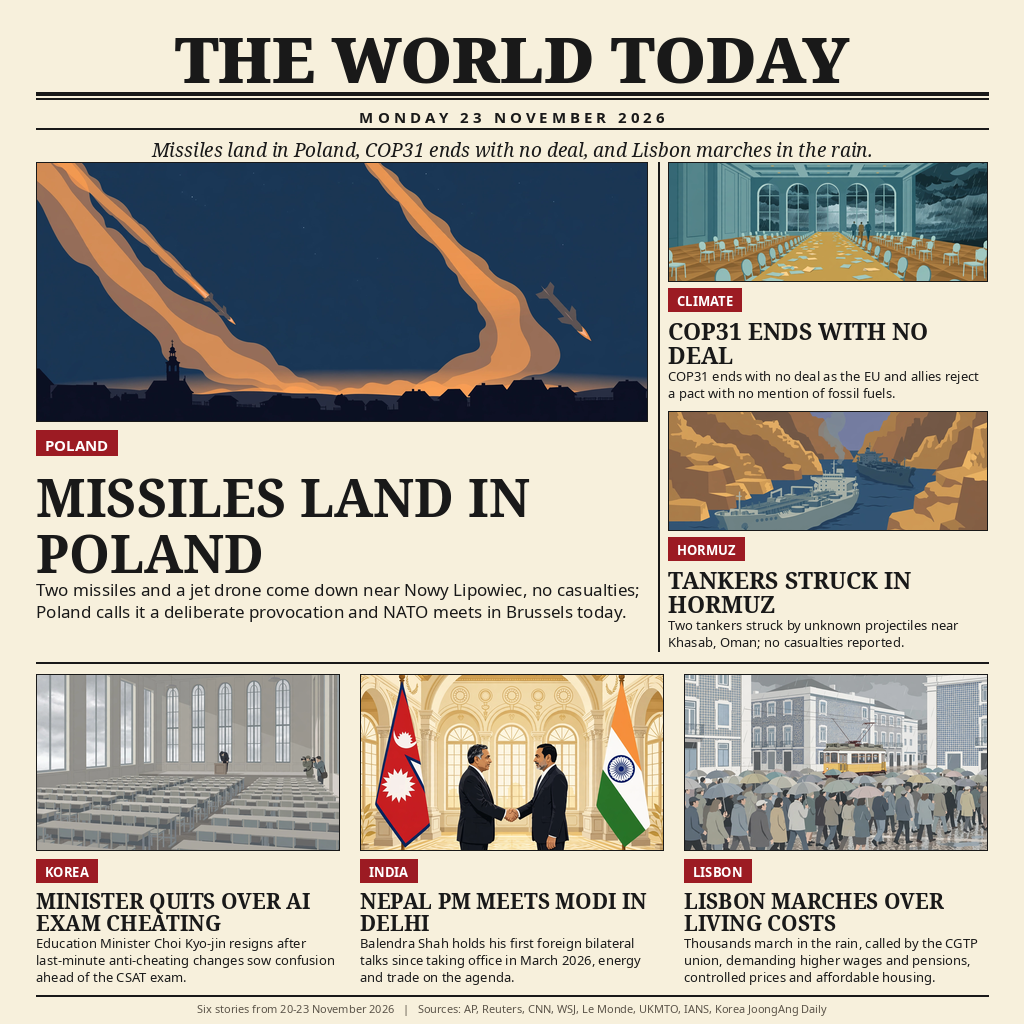 THE WORLD TODAY
MONDAY 23 NOVEMBER 2026
Missiles land in Poland, COP31 ends with no deal, and Lisbon marches in the rain.
POLAND
MISSILES LAND IN
POLAND
Two missiles and a jet drone come down near Nowy Lipowiec, no casualties;
Poland calls it a deliberate provocation and NATO meets in Brussels today.
CLIMATE
COP31 ENDS WITH NO
DEAL
COP31 ends with no deal as the EU and allies reject
a pact with no mention of fossil fuels.
HORMUZ
TANKERS STRUCK IN
HORMUZ
Two tankers struck by unknown projectiles near
Khasab, Oman; no casualties reported.
KOREA
MINISTER QUITS OVER AI
EXAM CHEATING
Education Minister Choi Kyo-jin resigns after
last-minute anti-cheating changes sow confusion
ahead of the CSAT exam.
INDIA
NEPAL PM MEETS MODI IN
DELHI
Balendra Shah holds his first foreign bilateral
talks since taking office in March 2026, energy
and trade on the agenda.
LISBON
LISBON MARCHES OVER
LIVING COSTS
Thousands march in the rain, called by the CGTP
union, demanding higher wages and pensions,
controlled prices and affordable housing.
Six stories from 20-23 November 2026 | Sources: AP, Reuters, CNN, WSJ, Le Monde, UKMTO, IANS, Korea JoongAng Daily